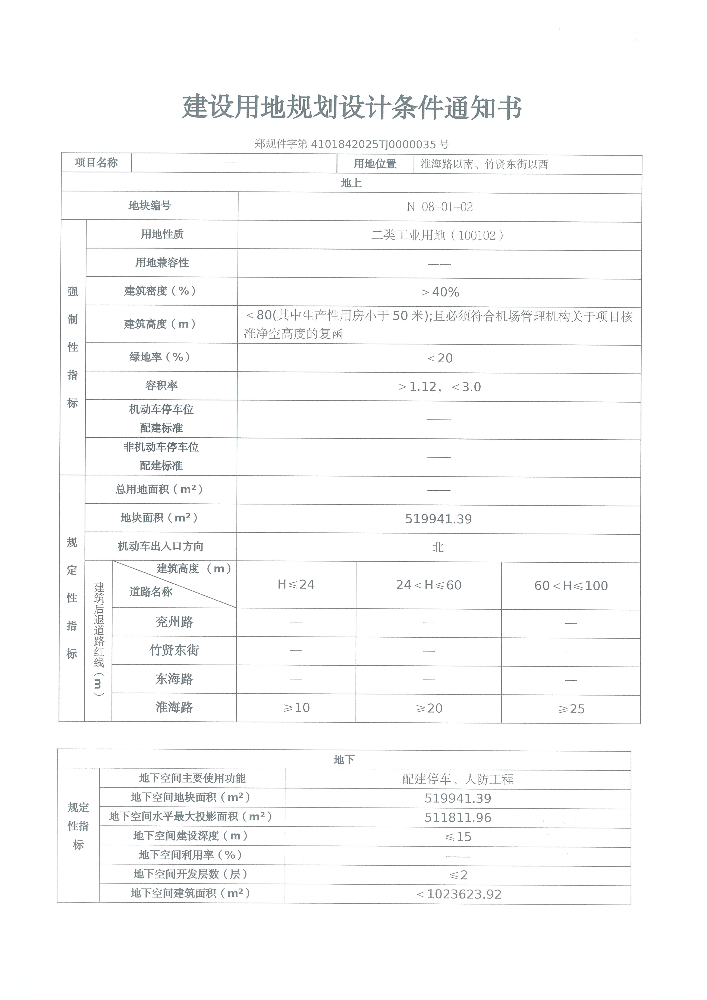 建设用地规划设计条件通知书
郑规件字第 4101842025TJ0000035 号
项目名称 —— 用地位置 淮海路以南、竹贤东街以西
地上
地块编号 N–08–01–02
强制性指标
用地性质 二类工业用地（100102）
用地兼容性 ——
建筑密度（%） ＞40%
建筑高度（m） ＜80(其中生产性用房小于 50 米);且必须符合机场管理机构关于项目核
准净空高度的复函
绿地率（%） ＜20
容积率 ＞1.12，＜3.0
机动车停车位
配建标准 ——
非机动车停车位
配建标准 ——
规定性指标
总用地面积（m²） ——
地块面积（m²） 519941.39
机动车出入口方向 北
建筑后退道路红线（m）
建筑高度（m）
道路名称 H≤24 24＜H≤60 60＜H≤100
兖州路 — — —
竹贤东街 — — —
东海路 — — —
淮海路 ≥10 ≥20 ≥25
地下
规定
性指
标
地下空间主要使用功能 配建停车、人防工程
地下空间地块面积（m²） 519941.39
地下空间水平最大投影面积（m²） 511811.96
地下空间建设深度（m） ≤15
地下空间利用率（%） ——
地下空间开发层数（层） ≤2
地下空间建筑面积（m²） ＜1023623.92